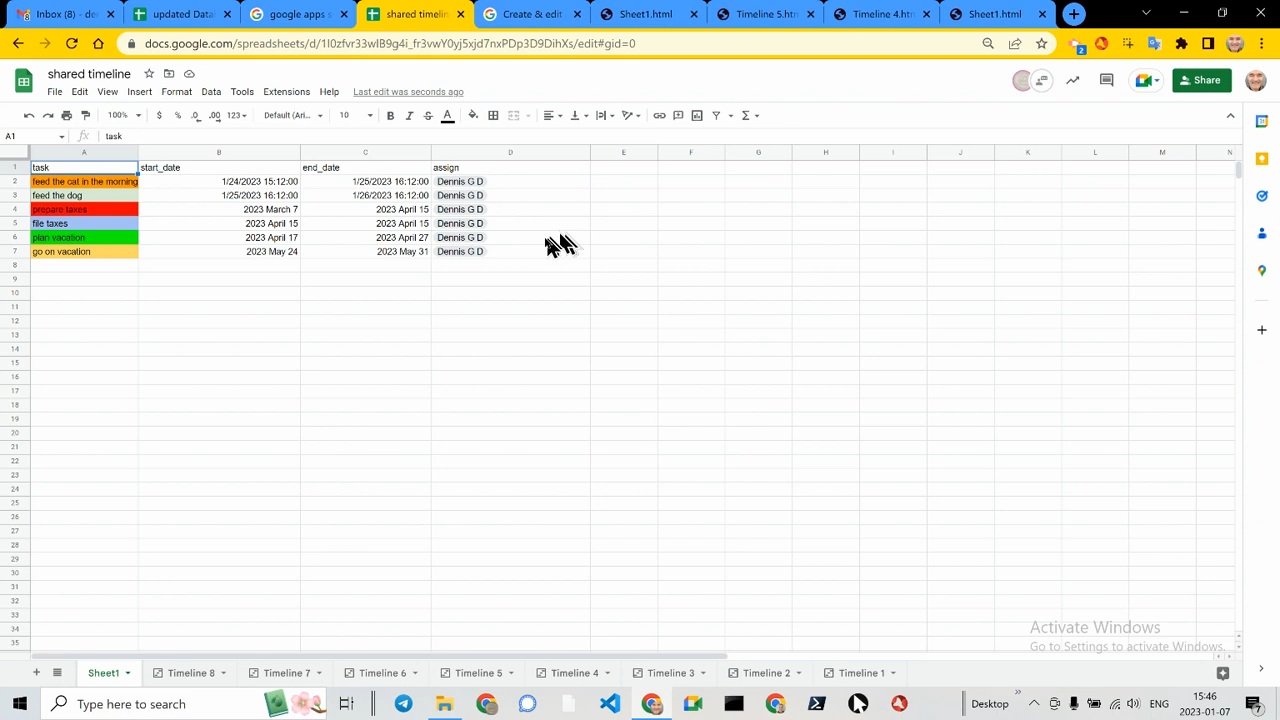 Inbox (8) - de
updated Datal
google apps s
shared timeline
Create & edit
Sheet1.html
Timeline 5.htm
Timeline 4.htm
Sheet1.html
docs.google.com/spreadsheets/d/1I0zfvr33wIB9g4i_fr3vwY0yj5xjd7nxPDp3D9DihXs/edit#gid=0
2
shared timeline
File Edit View Insert Format Data Tools Extensions Help Last edit was seconds ago
Share
100% $ % .0 .00 123 Default (Ari... 10 B I S A
A1 fx task
A B C D E F G H I J K L M N
1 task start_date end_date assign
2 feed the cat in the morning 1/24/2023 15:12:00 1/25/2023 16:12:00 Dennis G D
3 feed the dog 1/25/2023 16:12:00 1/26/2023 16:12:00 Dennis G D
4 prepare taxes 2023 March 7 2023 April 15 Dennis G D
5 file taxes 2023 April 15 2023 April 15 Dennis G D
6 plan vacation 2023 April 17 2023 April 27 Dennis G D
7 go on vacation 2023 May 24 2023 May 31 Dennis G D
8
9
10
11
12
13
14
15
16
17
18
19
20
21
22
23
24
25
26
27
28
29
30
31
32
33
34
35
Activate Windows
Go to Settings to activate Windows.
Sheet1 Timeline 8 Timeline 7 Timeline 6 Timeline 5 Timeline 4 Timeline 3 Timeline 2 Timeline 1
Type here to search
Desktop
ENG
15:46
2023-01-07
7